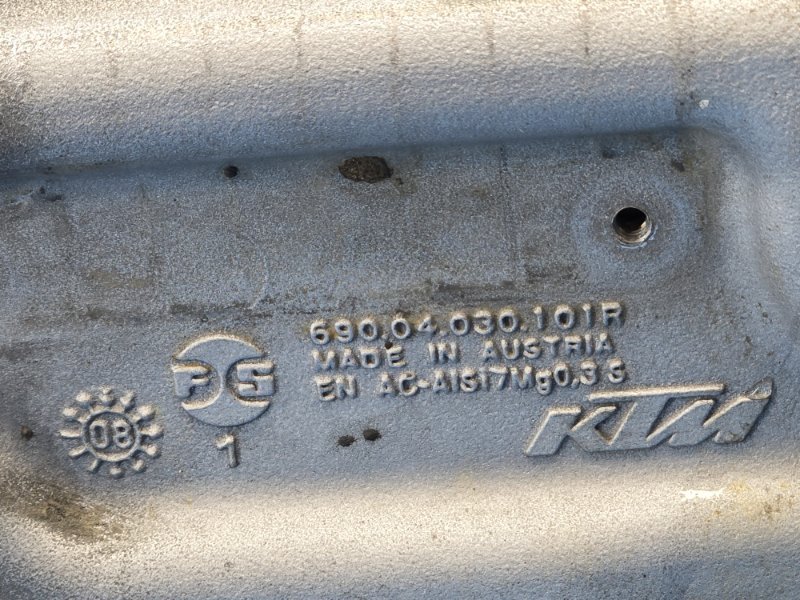 690.04.030.101R
MADE IN AUSTRIA
EN AC-AlSi7Mg0,3 S
PS
08
1
KTM